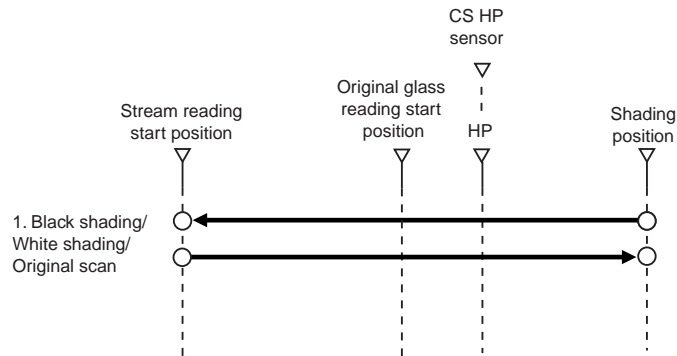 CS HP
sensor
Original glass
reading start
position
Stream reading
start position
HP
Shading
position
1. Black shading/
White shading/
Original scan